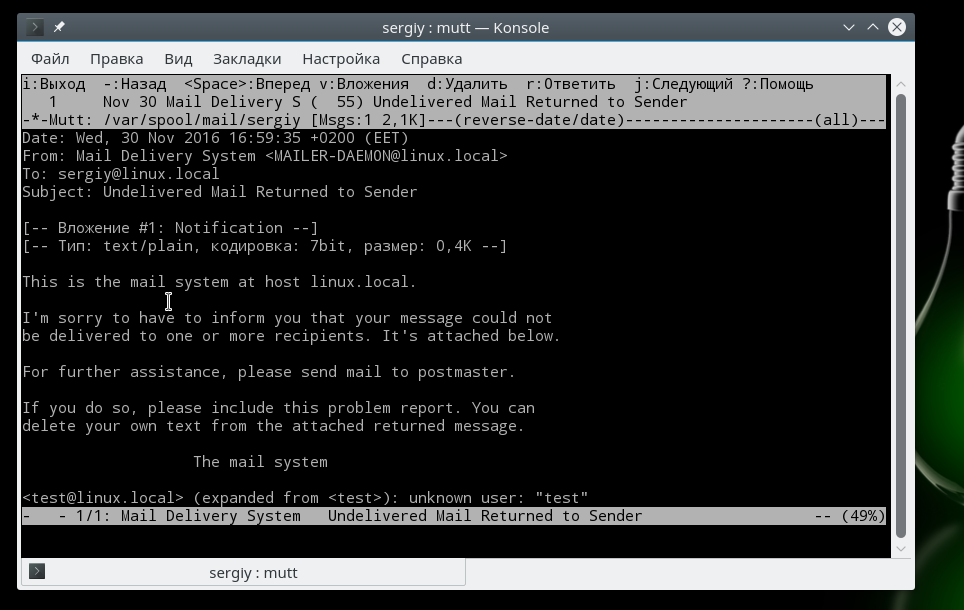 sergiy : mutt — Konsole
Файл Правка Вид Закладки Настройка Справка
i:Выход  -:Назад  <Space>:Вперед v:Вложения  d:Удалить  r:Ответить  j:Следующий ?:Помощь
   1     Nov 30 Mail Delivery S (  55) Undelivered Mail Returned to Sender
-*-Mutt: /var/spool/mail/sergiy [Msgs:1 2,1K]---(reverse-date/date)---------------------(all)---
Date: Wed, 30 Nov 2016 16:59:35 +0200 (EET)
From: Mail Delivery System <MAILER-DAEMON@linux.local>
To: sergiy@linux.local
Subject: Undelivered Mail Returned to Sender
[-- Вложение #1: Notification --]
[-- Тип: text/plain, кодировка: 7bit, размер: 0,4K --]
This is the mail system at host linux.local.
I'm sorry to have to inform you that your message could not
be delivered to one or more recipients. It's attached below.
For further assistance, please send mail to postmaster.
If you do so, please include this problem report. You can
delete your own text from the attached returned message.
                   The mail system
<test@linux.local> (expanded from <test>): unknown user: "test"
-   - 1/1: Mail Delivery System   Undelivered Mail Returned to Sender                   -- (49%)
sergiy : mutt